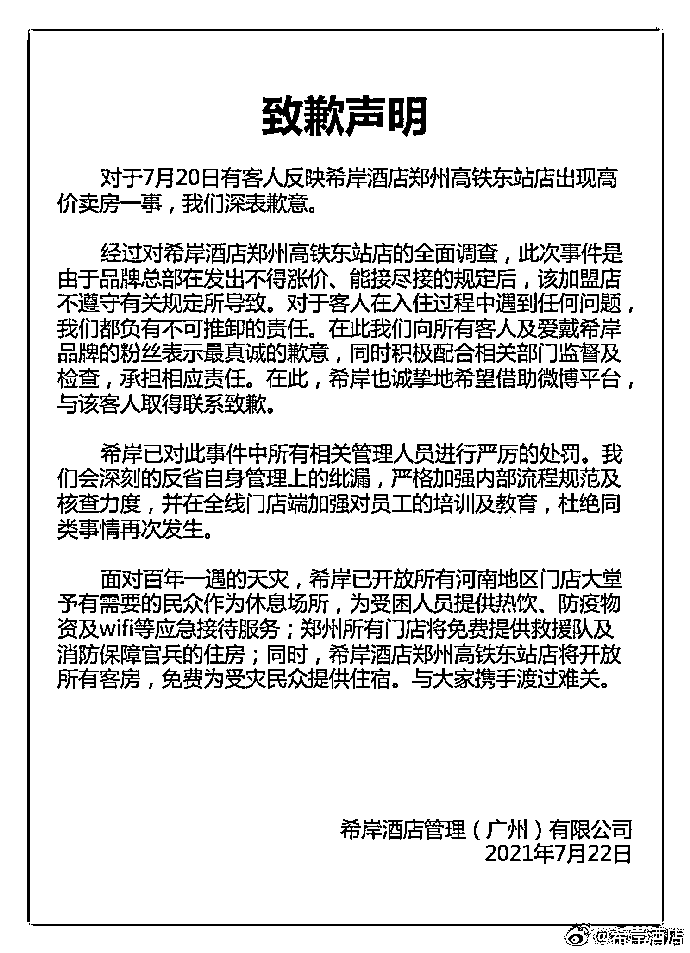 致歉声明
对于7月20日有客人反映希岸酒店郑州高铁东站店出现高
价卖房一事，我们深表歉意。
经过对希岸酒店郑州高铁东站店的全面调查，此次事件是
由于品牌总部在发出不得涨价、能接尽接的规定后，该加盟店
不遵守有关规定所导致。对于客人在入住过程中遇到任何问题，
我们都负有不可推卸的责任。在此我们向所有客人及爱戴希岸
品牌的粉丝表示最真诚的歉意，同时积极配合相关部门监督及
检查，承担相应责任。在此，希岸也诚挚地希望借助微博平台，
与该客人取得联系致歉。
希岸已对此事件中所有相关管理人员进行严厉的处罚。我
们会深刻的反省自身管理上的纰漏，严格加强内部流程规范及
核查力度，并在全线门店端加强对员工的培训及教育，杜绝同
类事情再次发生。
面对百年一遇的天灾，希岸已开放所有河南地区门店大堂
予有需要的民众作为休息场所，为受困人员提供热饮、防疫物
资及wifi等应急接待服务；郑州所有门店将免费提供救援队及
消防保障官兵的住房；同时，希岸酒店郑州高铁东站店将开放
所有客房，免费为受灾民众提供住宿。与大家携手渡过难关。
希岸酒店管理（广州）有限公司
2021年7月22日
@希岸酒店